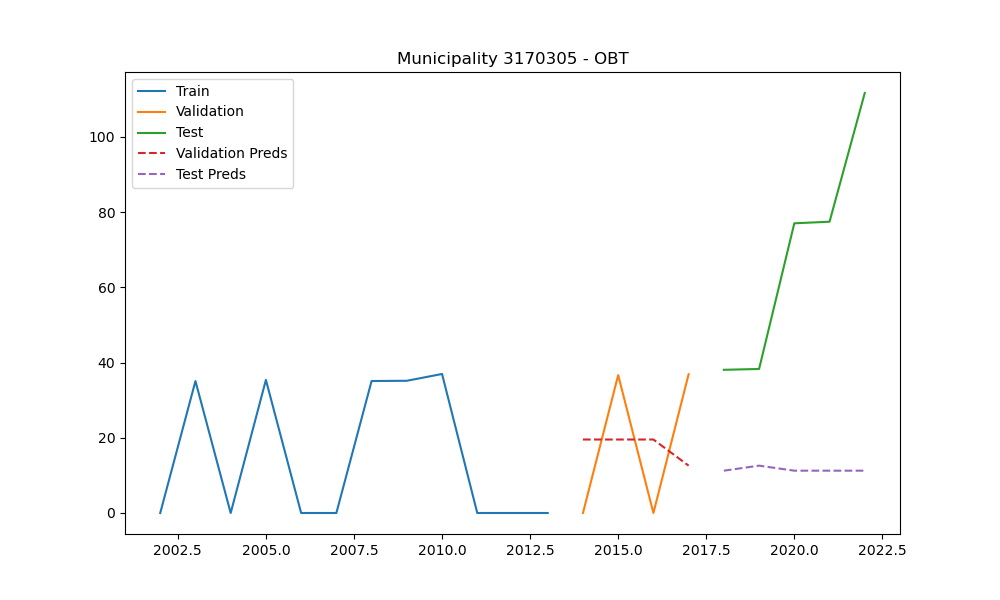 Municipality 3170305 - OBT
Train
Validation
Test
Validation Preds
Test Preds
100
80
60
40
20
0
2002.5 2005.0 2007.5 2010.0 2012.5 2015.0 2017.5 2020.0 2022.5